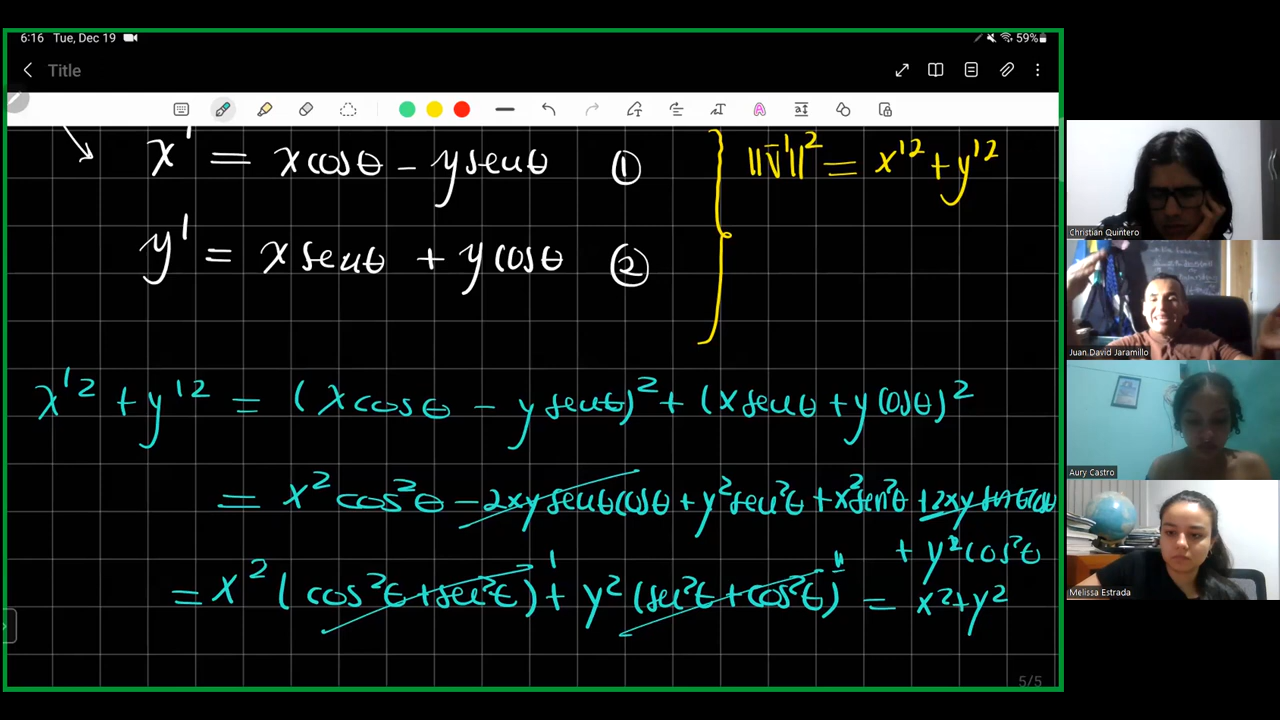 6:16 Tue, Dec 19 59%
Title
x' = x cosθ - y senθ ①
y' = x senθ + y cosθ ②
‖V̄'‖² = x'² + y'²
x'² + y'² = (x cosθ - y senθ)² + (x senθ + y cosθ)²
= x² cos²θ - 2xy senθ cosθ + y² sen²θ + x² sen²θ + 2xy senθ cosθ
+ y² cos²θ
= x² (cos²θ + sen²θ) + y² (sen²θ + cos²θ) = x² + y²
5/5
Christian Quintero
Juan David Jaramillo
Aury Castro
Melissa Estrada